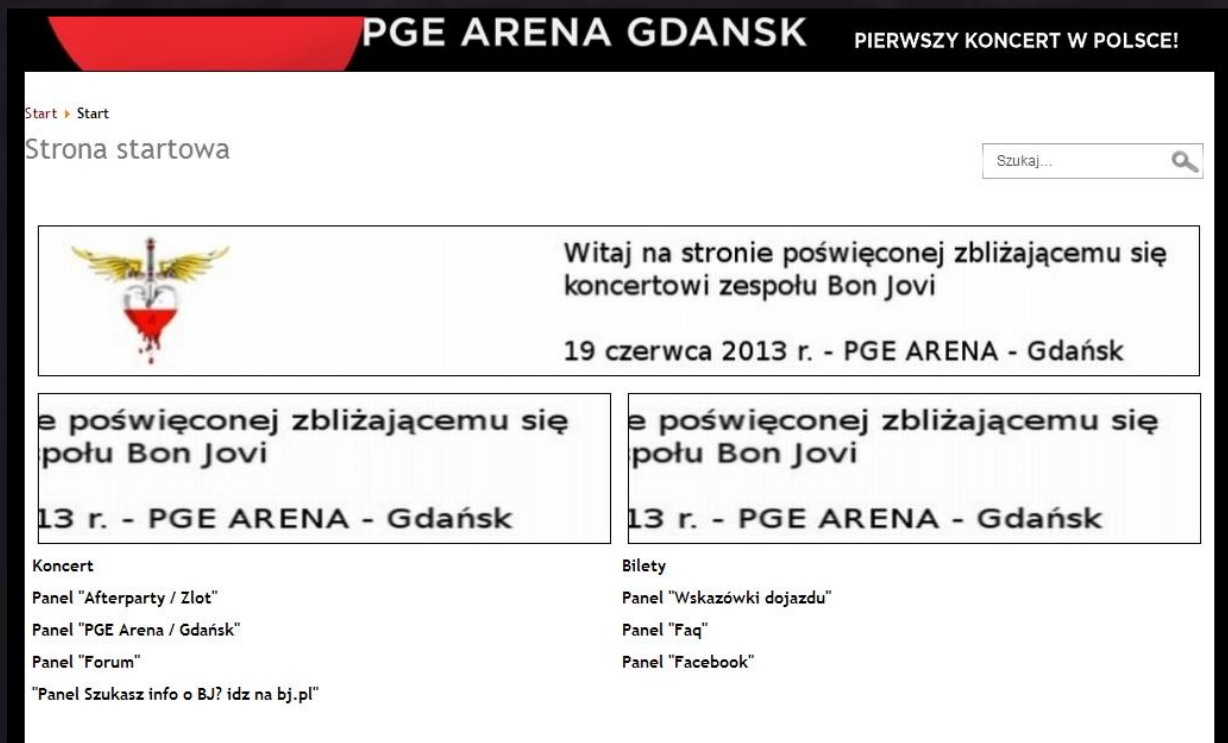 PGE ARENA GDANSK PIERWSZY KONCERT W POLSCE!
Start Start
Strona startowa
Szukaj...
Witaj na stronie poświęconej zbliżającemu się
koncertowi zespołu Bon Jovi
19 czerwca 2013 r. - PGE ARENA - Gdańsk
e poświęconej zbliżającemu się
połu Bon Jovi
13 r. - PGE ARENA - Gdańsk
e poświęconej zbliżającemu się
połu Bon Jovi
13 r. - PGE ARENA - Gdańsk
Koncert
Panel "Afterparty / Zlot"
Panel "PGE Arena / Gdańsk"
Panel "Forum"
"Panel Szukasz info o BJ? idz na bj.pl"
Bilety
Panel "Wskazówki dojazdu"
Panel "Faq"
Panel "Facebook"